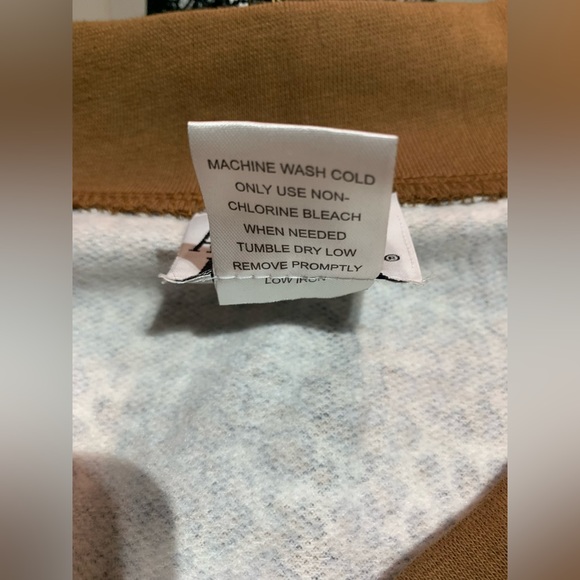 MACHINE WASH COLD
ONLY USE NON-
CHLORINE BLEACH
WHEN NEEDED
TUMBLE DRY LOW
REMOVE PROMPTLY
LOW IRON
A ®